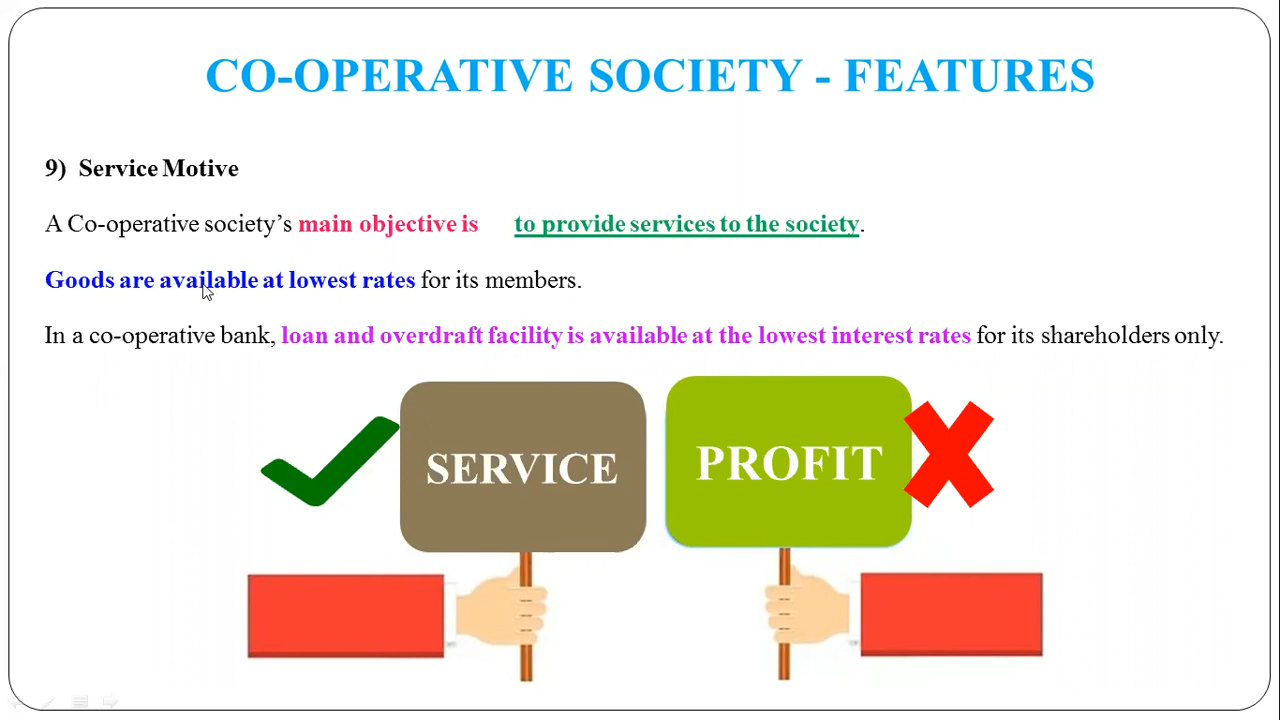 CO-OPERATIVE SOCIETY - FEATURES
9) Service Motive
A Co-operative society’s main objective is to provide services to the society.
Goods are available at lowest rates for its members.
In a co-operative bank, loan and overdraft facility is available at the lowest interest rates for its shareholders only.
SERVICE
PROFIT